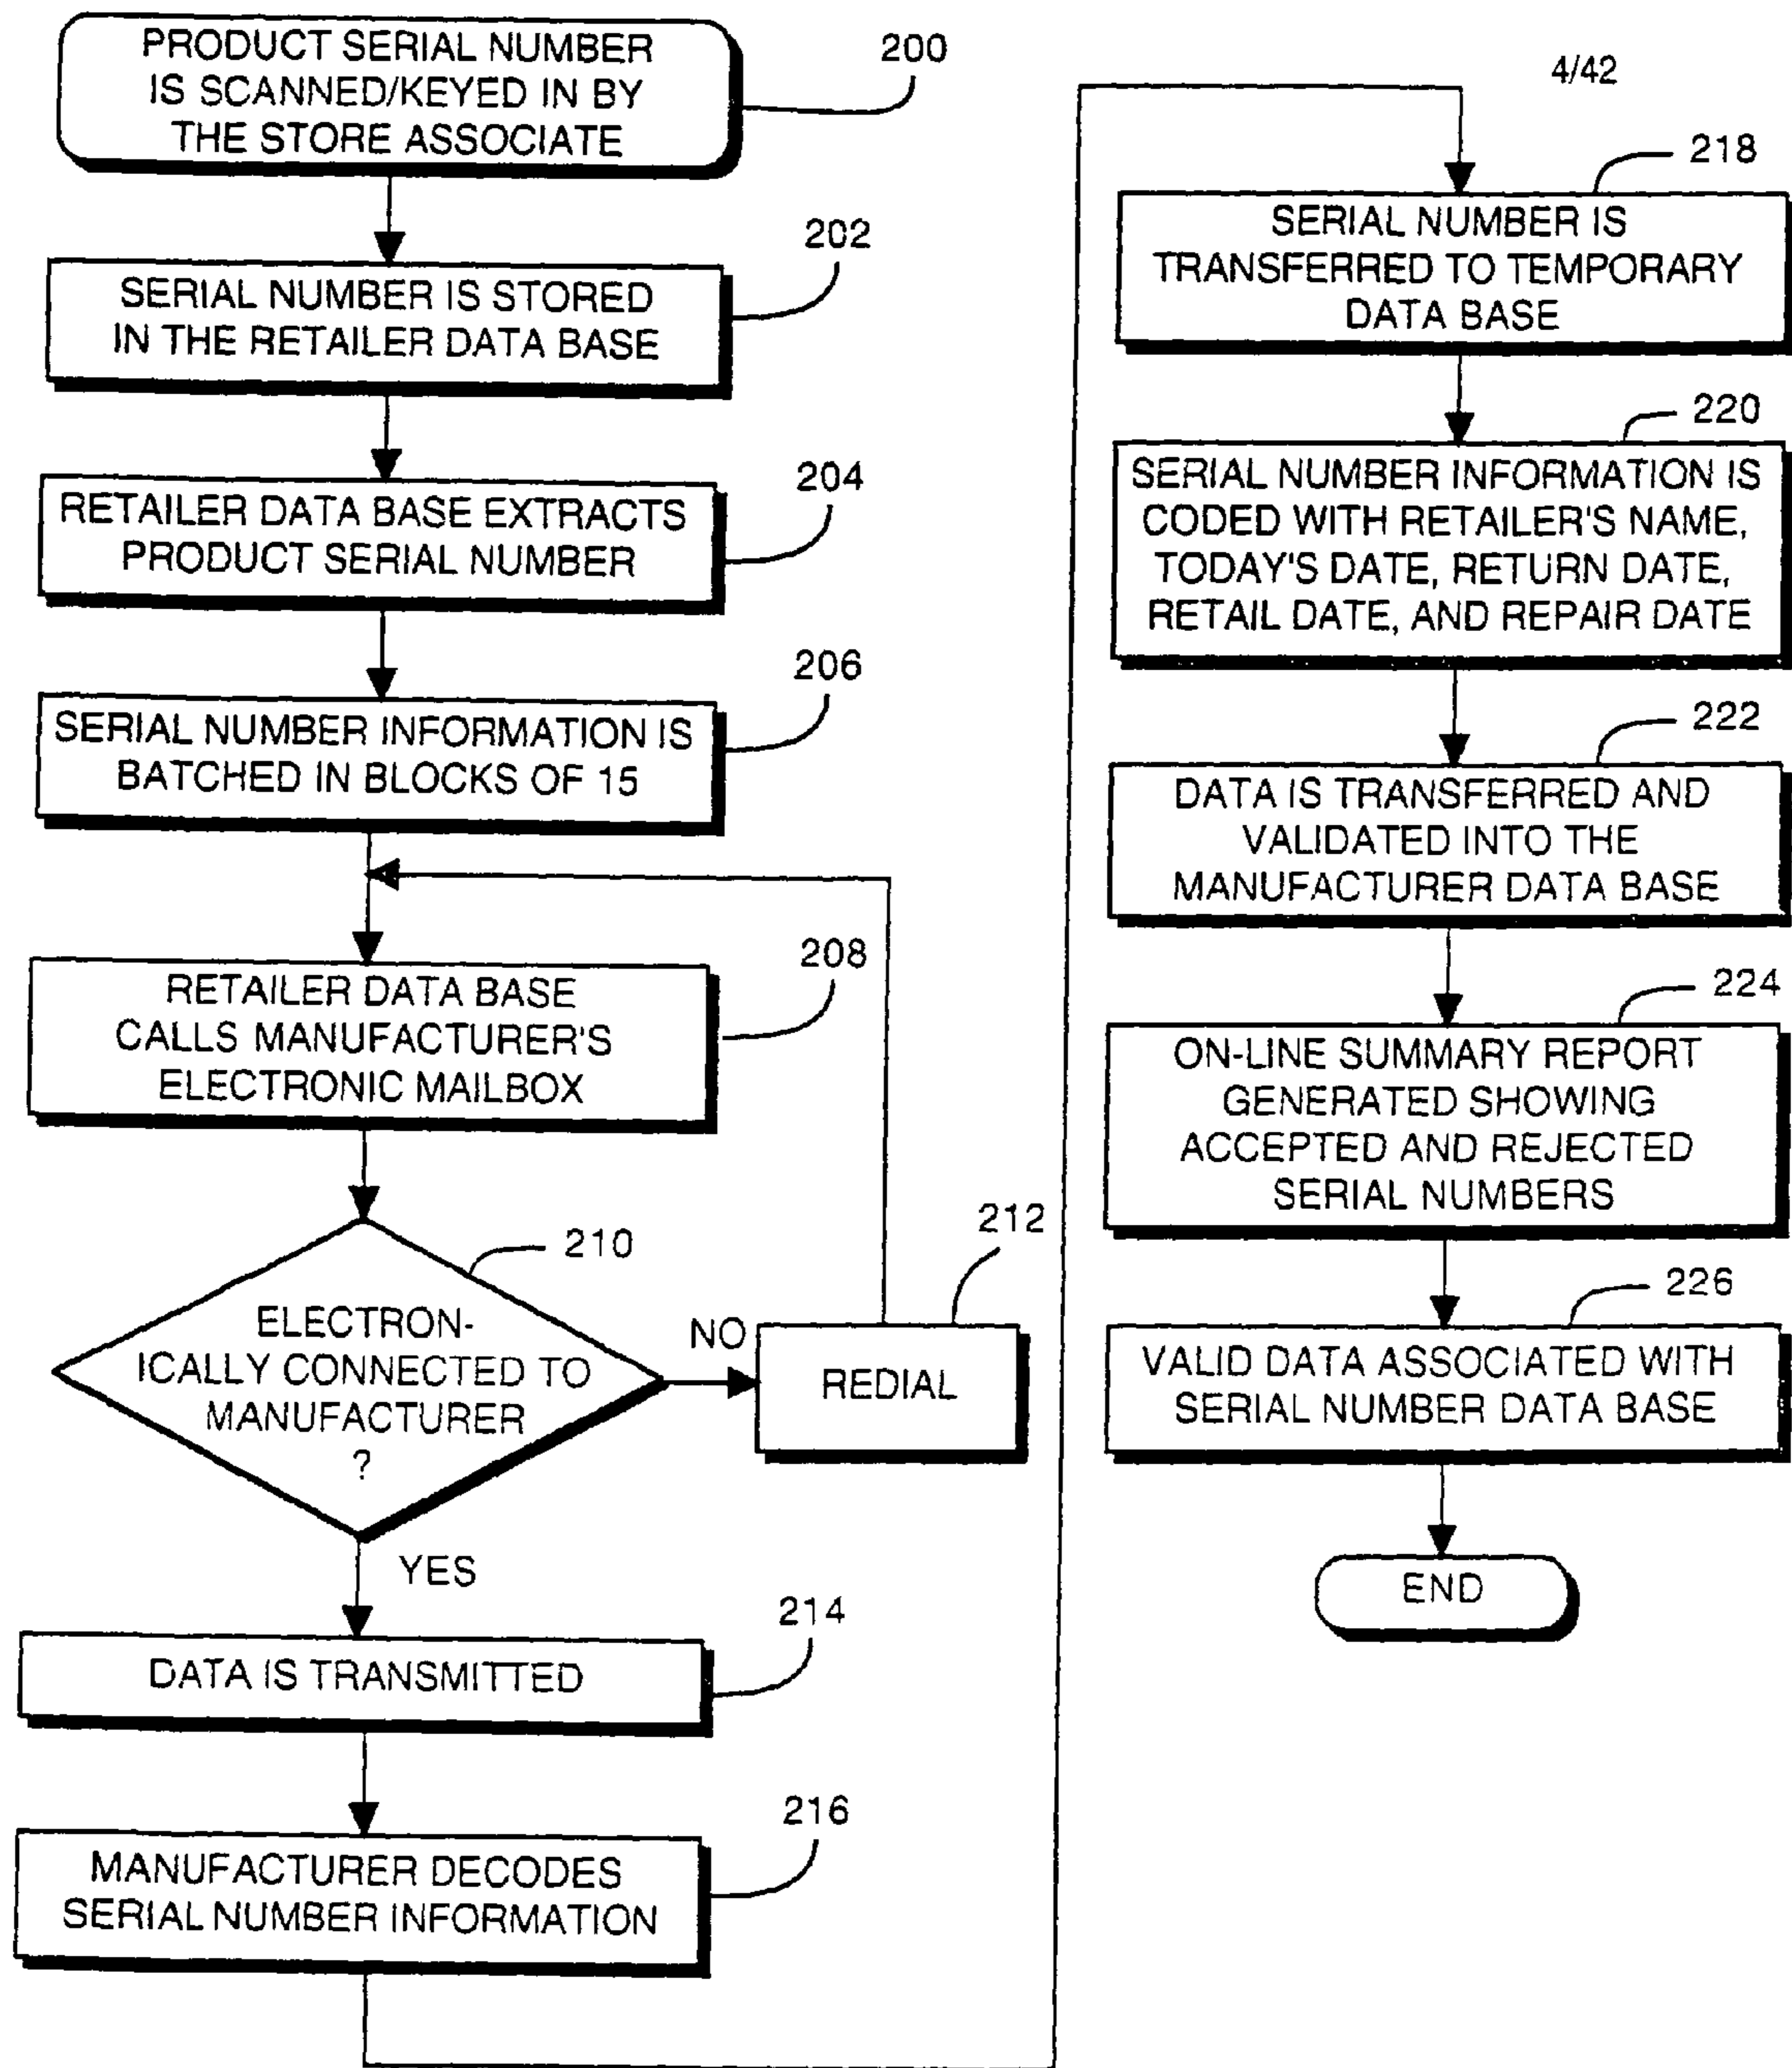 PRODUCT SERIAL NUMBER
IS SCANNED/KEYED IN BY
THE STORE ASSOCIATE
200
SERIAL NUMBER IS STORED
IN THE RETAILER DATA BASE
202
RETAILER DATA BASE EXTRACTS
PRODUCT SERIAL NUMBER
204
SERIAL NUMBER INFORMATION IS
BATCHED IN BLOCKS OF 15
206
RETAILER DATA BASE
CALLS MANUFACTURER'S
ELECTRONIC MAILBOX
208
ELECTRON-
ICALLY CONNECTED TO
MANUFACTURER
?
210
NO
REDIAL
212
YES
DATA IS TRANSMITTED
214
MANUFACTURER DECODES
SERIAL NUMBER INFORMATION
216
4/42
SERIAL NUMBER IS
TRANSFERRED TO TEMPORARY
DATA BASE
218
SERIAL NUMBER INFORMATION IS
CODED WITH RETAILER'S NAME,
TODAY'S DATE, RETURN DATE,
RETAIL DATE, AND REPAIR DATE
220
DATA IS TRANSFERRED AND
VALIDATED INTO THE
MANUFACTURER DATA BASE
222
ON-LINE SUMMARY REPORT
GENERATED SHOWING
ACCEPTED AND REJECTED
SERIAL NUMBERS
224
VALID DATA ASSOCIATED WITH
SERIAL NUMBER DATA BASE
226
END